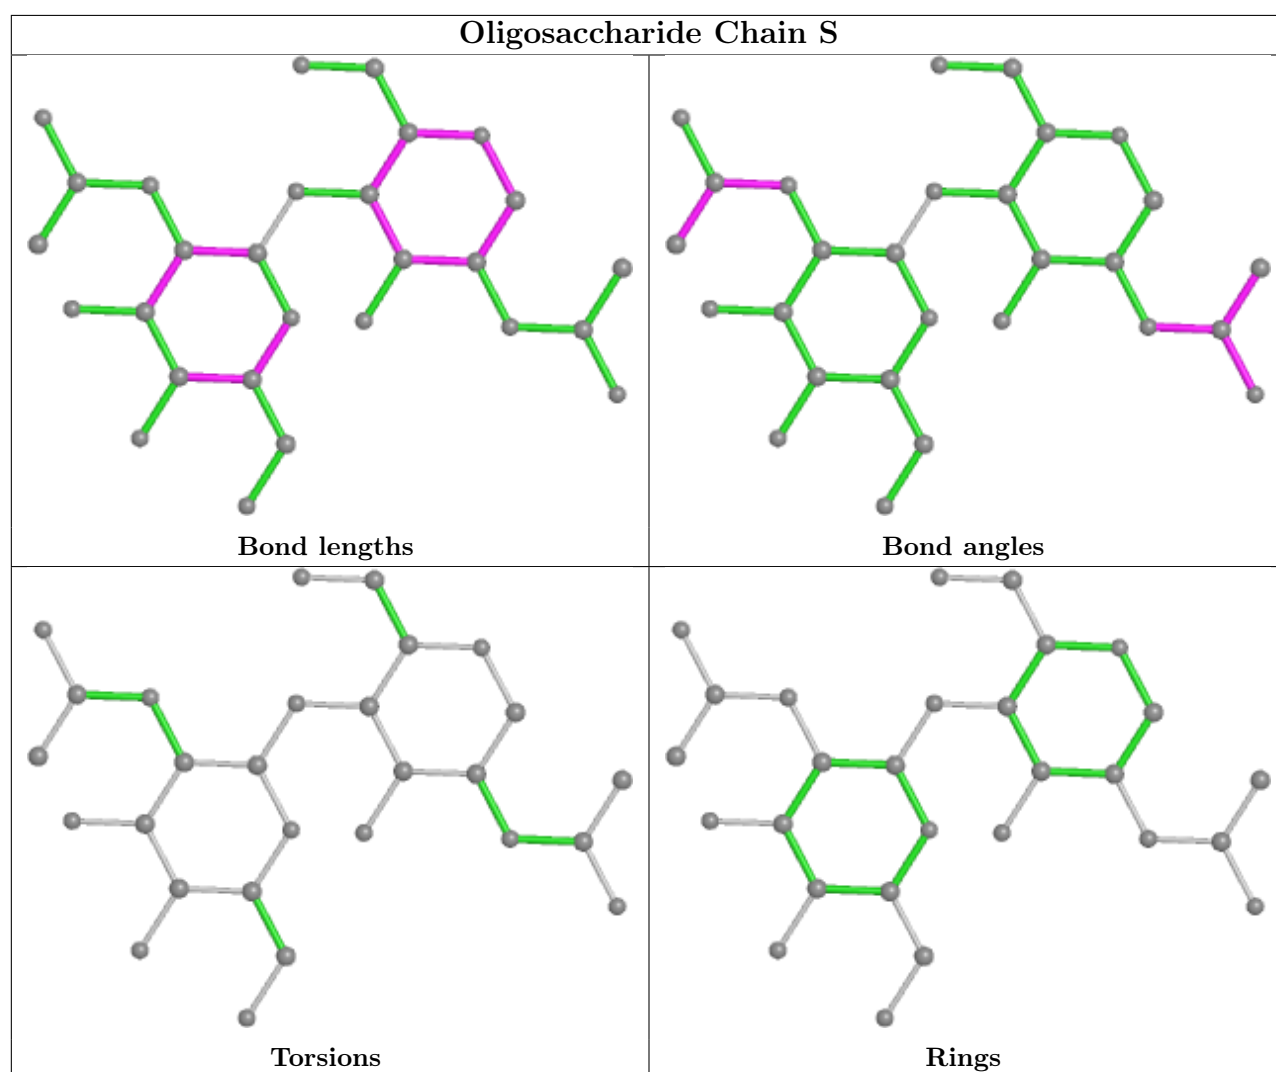 Oligosaccharide Chain S
Bond lengths
Bond angles
Torsions
Rings